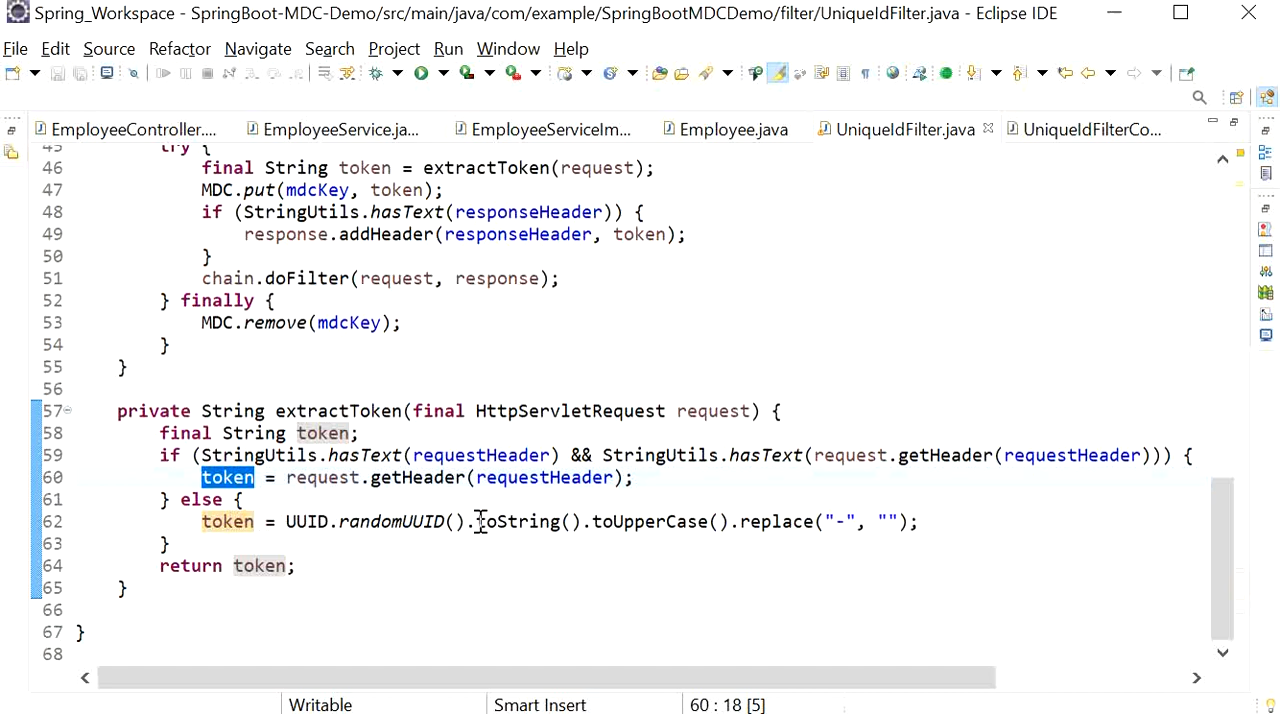 Spring_Workspace - SpringBoot-MDC-Demo/src/main/java/com/example/SpringBootMDCDemo/filter/UniqueIdFilter.java - Eclipse IDE
File Edit Source Refactor Navigate Search Project Run Window Help
EmployeeController.... EmployeeService.ja... EmployeeServiceIm... Employee.java UniqueIdFilter.java UniqueIdFilterCo...
45 try {
46 final String token = extractToken(request);
47 MDC.put(mdcKey, token);
48 if (StringUtils.hasText(responseHeader)) {
49 response.addHeader(responseHeader, token);
50 }
51 chain.doFilter(request, response);
52 } finally {
53 MDC.remove(mdcKey);
54 }
55 }
56
57 private String extractToken(final HttpServletRequest request) {
58 final String token;
59 if (StringUtils.hasText(requestHeader) && StringUtils.hasText(request.getHeader(requestHeader))) {
60 token = request.getHeader(requestHeader);
61 } else {
62 token = UUID.randomUUID().toString().toUpperCase().replace("-", "");
63 }
64 return token;
65 }
66
67 }
68
Writable Smart Insert 60 : 18 [5]